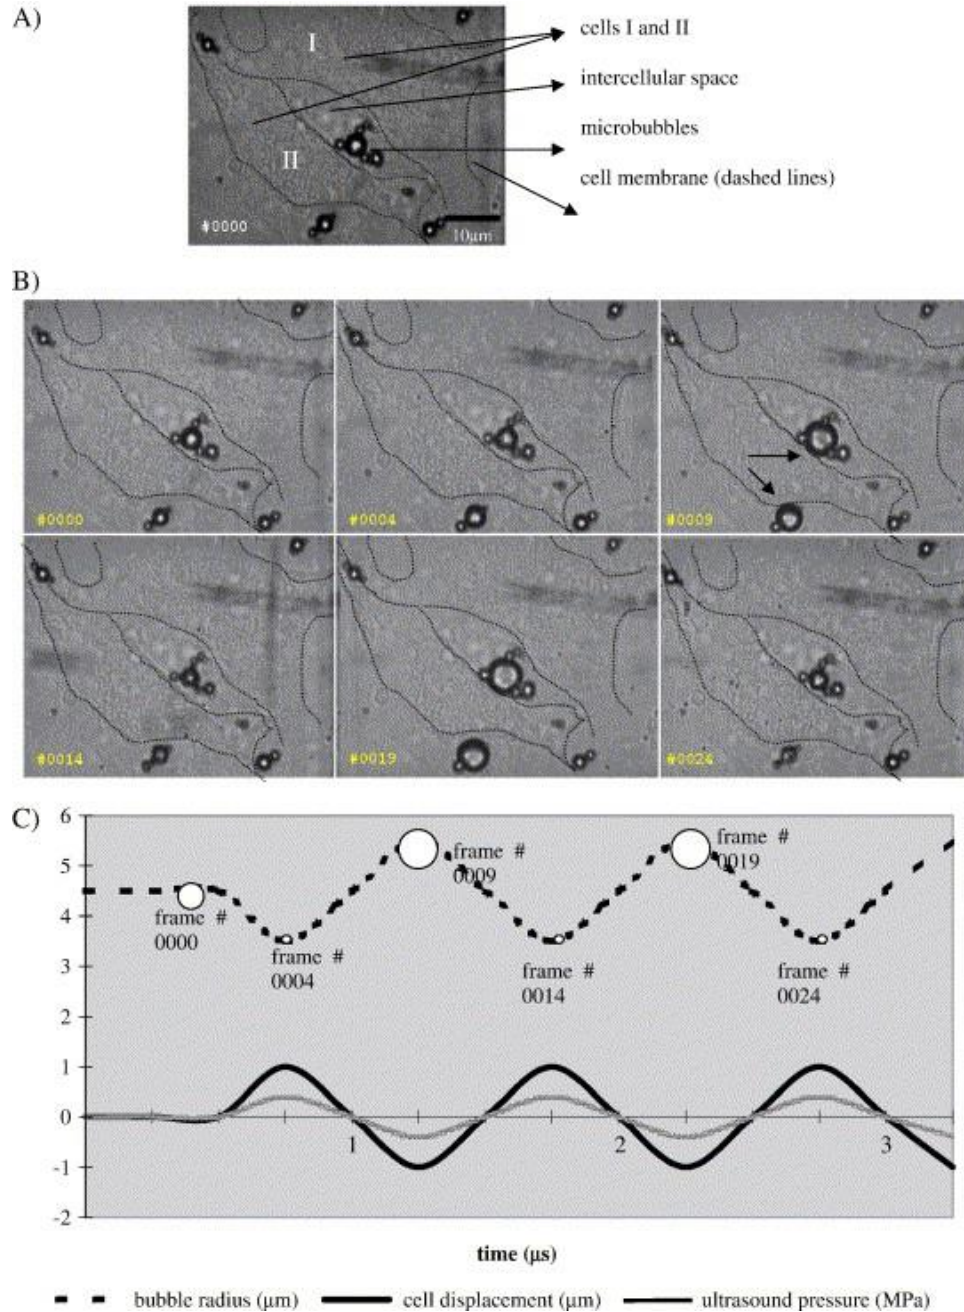 A)
I
II
#0000
10µm
cells I and II
intercellular space
microbubbles
cell membrane (dashed lines)
B)
#0000
#0004
#0009
#0014
#0019
#0024
C)
6
5
4
3
2
1
0
-1
-2
frame #
0000
frame #
0004
frame #
0009
frame #
0014
frame #
0019
frame #
0024
1
2
3
time (µs)
bubble radius (µm)
cell displacement (µm)
ultrasound pressure (MPa)